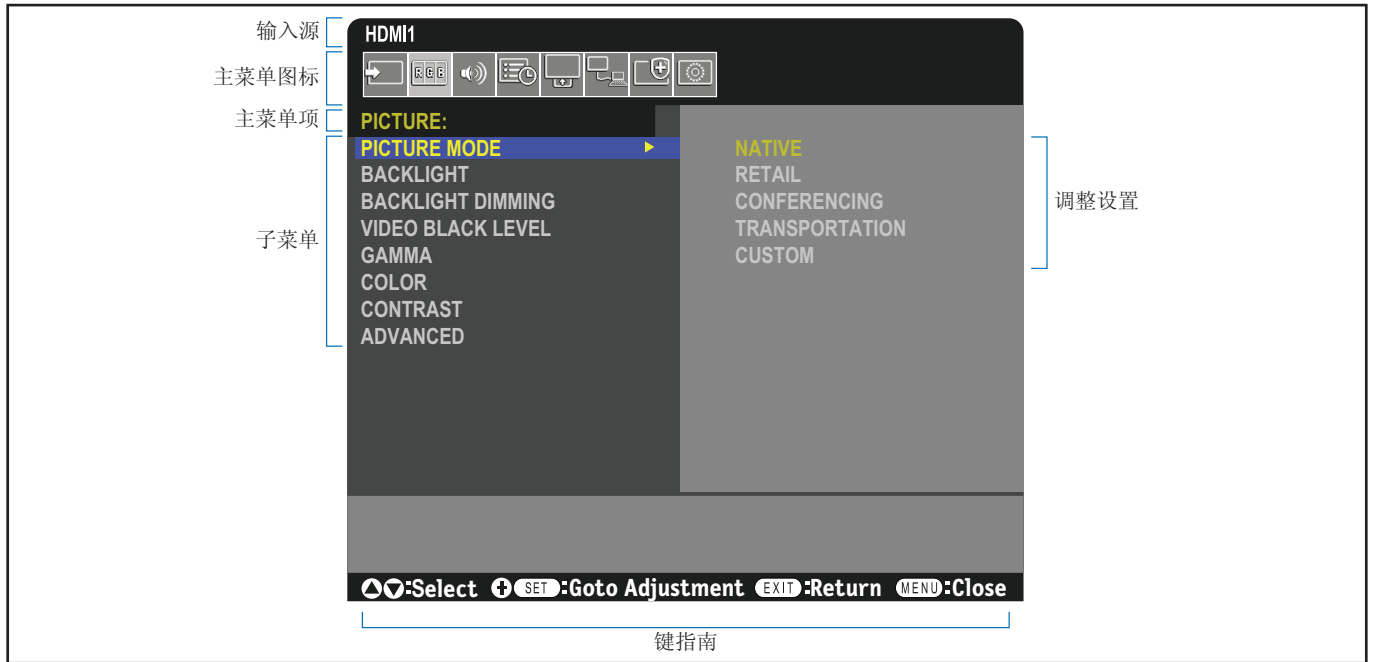 输入源
HDMI1
主菜单图标
RGB
主菜单项
PICTURE:
PICTURE MODE
NATIVE
BACKLIGHT
RETAIL
BACKLIGHT DIMMING
CONFERENCING
调整设置
VIDEO BLACK LEVEL
TRANSPORTATION
子菜单
GAMMA
CUSTOM
COLOR
CONTRAST
ADVANCED
:Select SET:Goto Adjustment EXIT:Return MENU:Close
键指南